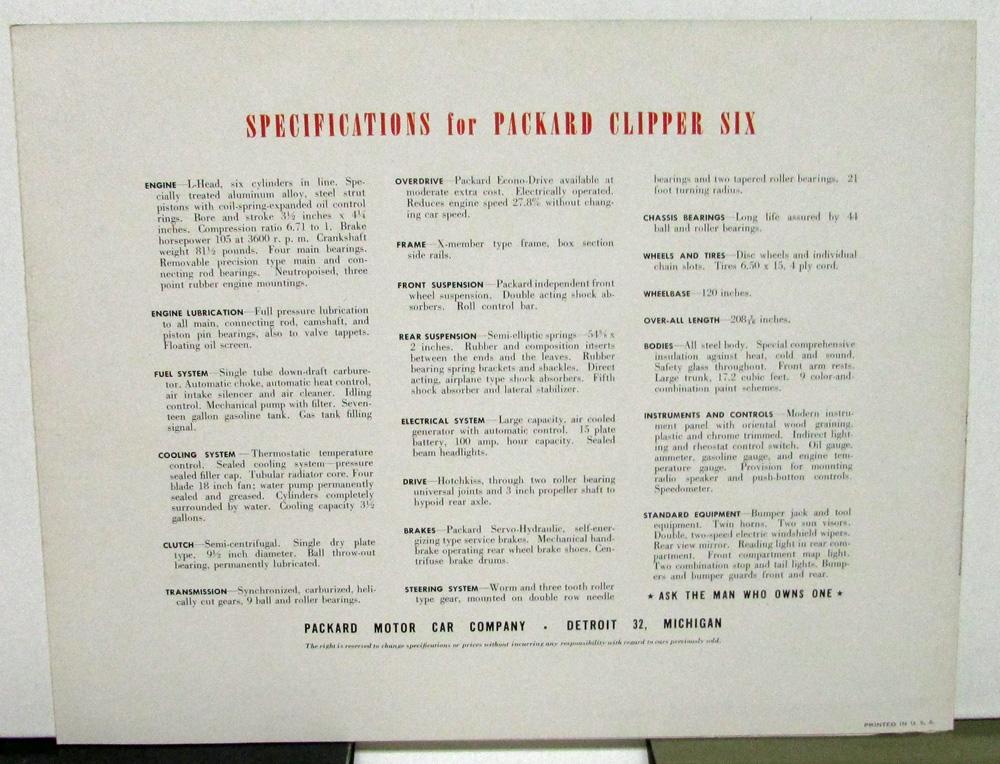 SPECIFICATIONS for PACKARD CLIPPER SIX
ENGINE—L-Head, six cylinders in line. Spe-
cially treated aluminum alloy, steel strut
pistons with coil-spring-expanded oil control
rings. Bore and stroke 3½ inches x 4¼
inches. Compression ratio 6.71 to 1. Brake
horsepower 105 at 3600 r. p. m. Crankshaft
weight 81½ pounds. Four main bearings.
Removable precision type main and con-
necting rod bearings. Neutropoised, three
point rubber engine mountings.
ENGINE LUBRICATION—Full pressure lubrication
to all main, connecting rod, camshaft, and
piston pin bearings, also to valve tappets.
Floating oil screen.
FUEL SYSTEM—Single tube down-draft carbure-
tor. Automatic choke, automatic heat control,
air intake silencer and air cleaner. Idling
control. Mechanical pump with filter. Seven-
teen gallon gasoline tank. Gas tank filling
signal.
COOLING SYSTEM—Thermostatic temperature
control. Sealed cooling system—pressure
sealed filler cap. Tubular radiator core. Four
blade 18 inch fan; water pump permanently
sealed and greased. Cylinders completely
surrounded by water. Cooling capacity 3½
gallons.
CLUTCH—Semi-centrifugal. Single dry plate
type, 9½ inch diameter. Ball throw-out
bearing, permanently lubricated.
TRANSMISSION—Synchronized, carburized, heli-
cally cut gears, 9 ball and roller bearings.
OVERDRIVE—Packard Econo-Drive available at
moderate extra cost. Electrically operated.
Reduces engine speed 27.8% without chang-
ing car speed.
FRAME—X-member type frame, box section
side rails.
FRONT SUSPENSION—Packard independent front
wheel suspension. Double acting shock ab-
sorbers. Roll control bar.
REAR SUSPENSION—Semi-elliptic springs—54⅝ x
2 inches. Rubber and composition inserts
between the ends and the leaves. Rubber
bearing spring brackets and shackles. Direct
acting, airplane type shock absorbers. Fifth
shock absorber and lateral stabilizer.
ELECTRICAL SYSTEM—Large capacity, air cooled
generator with automatic control. 15 plate
battery, 100 amp. hour capacity. Sealed
beam headlights.
DRIVE—Hotchkiss, through two roller bearing
universal joints and 3 inch propeller shaft to
hypoid rear axle.
BRAKES—Packard Servo-Hydraulic, self-ener-
gizing type service brakes. Mechanical hand-
brake operating rear wheel brake shoes. Cen-
trifuse brake drums.
STEERING SYSTEM—Worm and three tooth roller
type gear, mounted on double row needle
bearings and two tapered roller bearings. 21
foot turning radius.
CHASSIS BEARINGS—Long life assured by 44
ball and roller bearings.
WHEELS AND TIRES—Disc wheels and individual
chain slots. Tires 6.50 x 15, 4 ply cord.
WHEELBASE—120 inches.
OVER-ALL LENGTH—208 inches.
BODIES—All steel body. Special comprehensive
insulation against heat, cold and sound.
Safety glass throughout. Front arm rests.
Large trunk, 17.2 cubic feet. 9 color-and-
combination paint schemes.
INSTRUMENTS AND CONTROLS—Modern instru-
ment panel with oriental wood graining,
plastic and chrome trimmed. Indirect light-
ing and rheostat control switch. Oil gauge,
ammeter, gasoline gauge, and engine tem-
perature gauge. Provision for mounting
radio speaker and push-button controls.
Speedometer.
STANDARD EQUIPMENT—Bumper jack and tool
equipment. Twin horns. Two sun visors.
Double, two-speed electric windshield wipers.
Rear view mirror. Reading light in rear com-
partment. Front compartment map light.
Two combination stop and tail lights. Bump-
ers and bumper guards front and rear.
★ ASK THE MAN WHO OWNS ONE ★
PACKARD MOTOR CAR COMPANY • DETROIT 32, MICHIGAN
The right is reserved to change specifications or prices without incurring any responsibility with regard to cars previously sold.
PRINTED IN U. S. A.